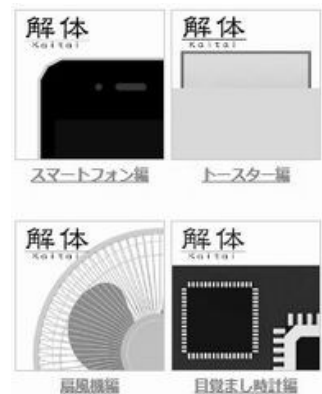 解体
Kaitai
解体
Kaitai
スマートフォン編
トースター編
解体
Kaitai
解体
Kaitai
扇風機編
目覚まし時計編